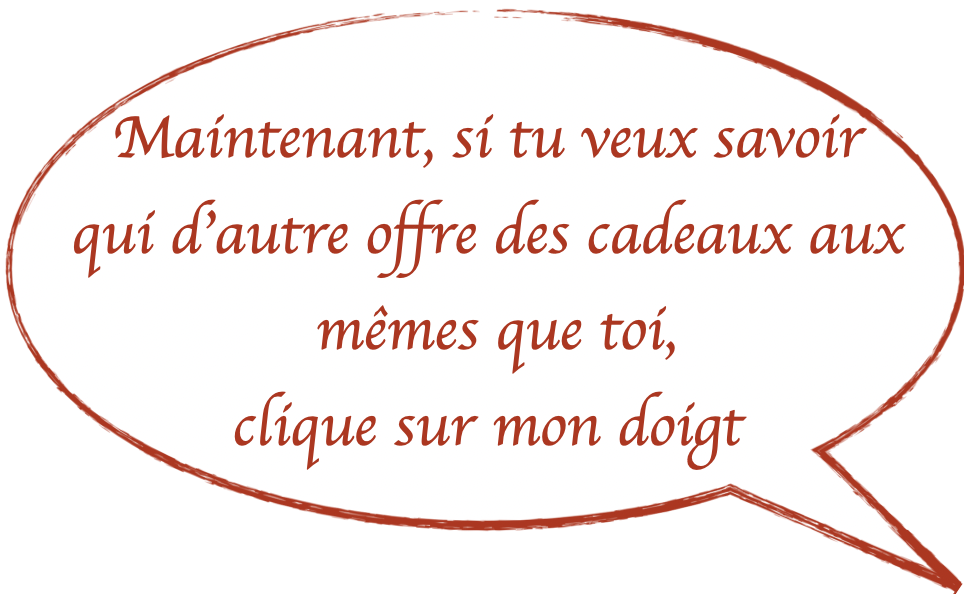 Maintenant, si tu veux savoir
qui d’autre offre des cadeaux aux
mêmes que toi,
clique sur mon doigt